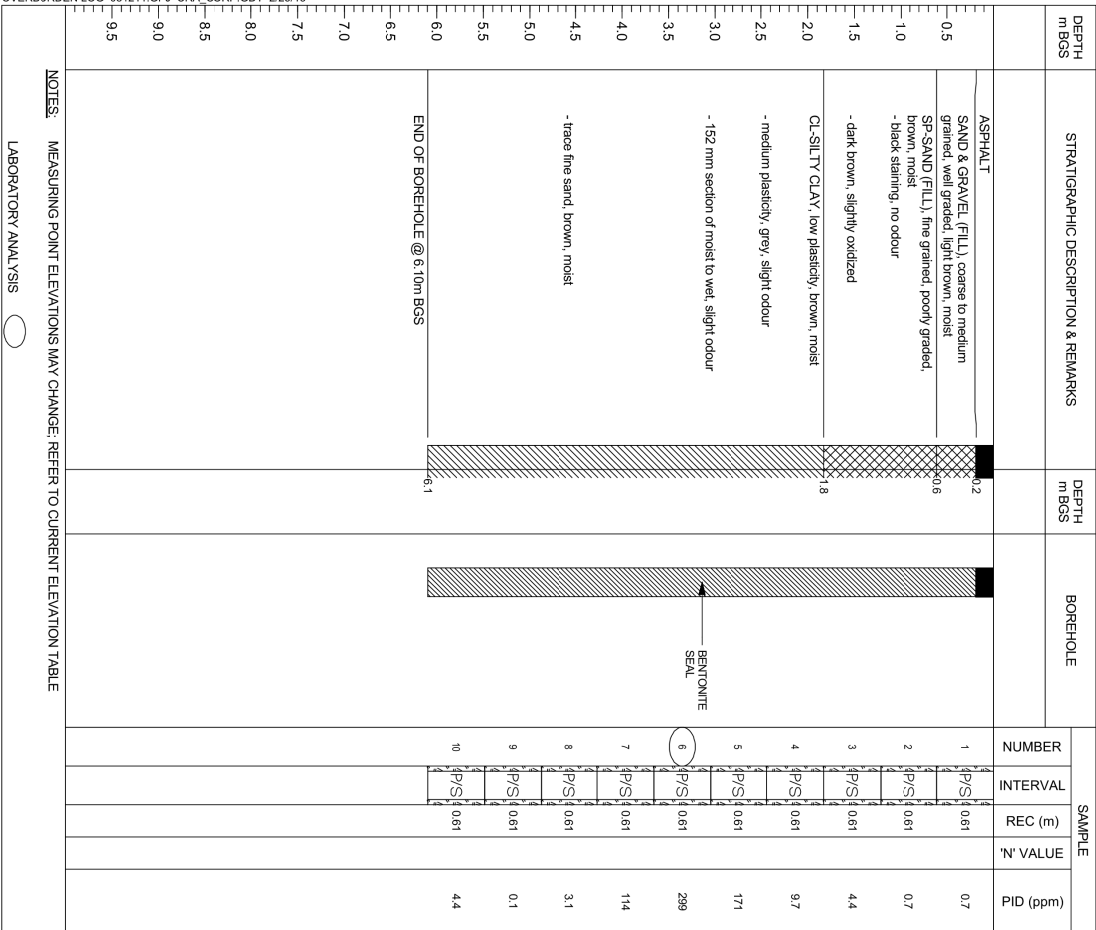 DEPTH
m BGS
STRATIGRAPHIC DESCRIPTION & REMARKS
DEPTH
m BGS
BOREHOLE
SAMPLE
NUMBER
INTERVAL
REC (m)
'N' VALUE
PID (ppm)
ASPHALT
0.2
SAND & GRAVEL (FILL), coarse to medium
grained, well graded, light brown, moist
0.5
0.6
SP-SAND (FILL), fine grained, poorly graded,
brown, moist
- black staining, no odour
1.0
- dark brown, slightly oxidized
1.5
1.8
CL-SILTY CLAY, low plasticity, brown, moist
2.0
- medium plasticity, grey, slight odour
2.5
- 152 mm section of moist to wet, slight odour
3.0
BENTONITE
SEAL
3.5
4.0
- trace fine sand, brown, moist
4.5
5.0
5.5
6.0
6.1
END OF BOREHOLE @ 6.10m BGS
6.5
7.0
7.5
8.0
8.5
9.0
9.5
1 P/S 0.61 0.7
2 P/S 0.61 0.7
3 P/S 0.61 4.4
4 P/S 0.61 9.7
5 P/S 0.61 171
6 P/S 0.61 299
7 P/S 0.61 114
8 P/S 0.61 3.1
9 P/S 0.61 0.1
10 P/S 0.61 4.4
NOTES: MEASURING POINT ELEVATIONS MAY CHANGE; REFER TO CURRENT ELEVATION TABLE
LABORATORY ANALYSIS